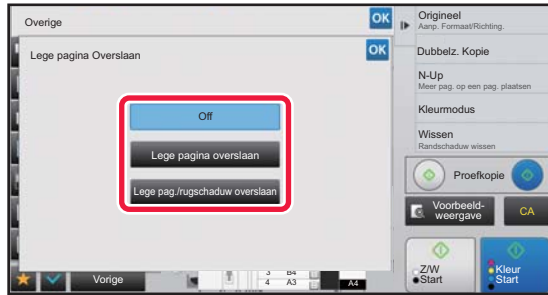 Overige
OK
Lege pagina Overslaan
OK
Off
Lege pagina overslaan
Lege pag./rugschaduw overslaan
Vorige
3 B4
4 A3
A4
Origineel
Aanp. Formaat/Richting.
Dubbelz. Kopie
N-Up
Meer pag. op een pag. plaatsen
Kleurmodus
Wissen
Randschaduw wissen
Proefkopie
Voorbeeld-
weergave
CA
Z/W
Start
Kleur
Start